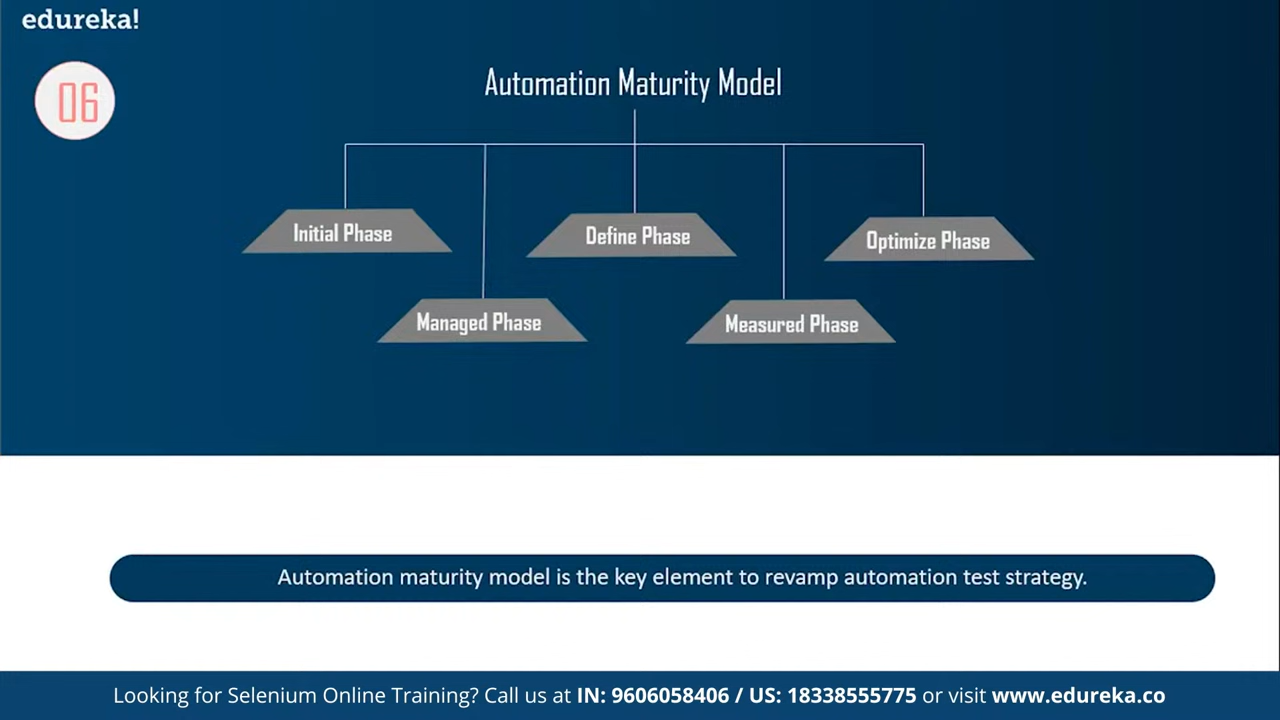 edureka!
06
Automation Maturity Model
Initial Phase
Define Phase
Optimize Phase
Managed Phase
Measured Phase
Automation maturity model is the key element to revamp automation test strategy.
Looking for Selenium Online Training? Call us at IN: 9606058406 / US: 18338555775 or visit www.edureka.co